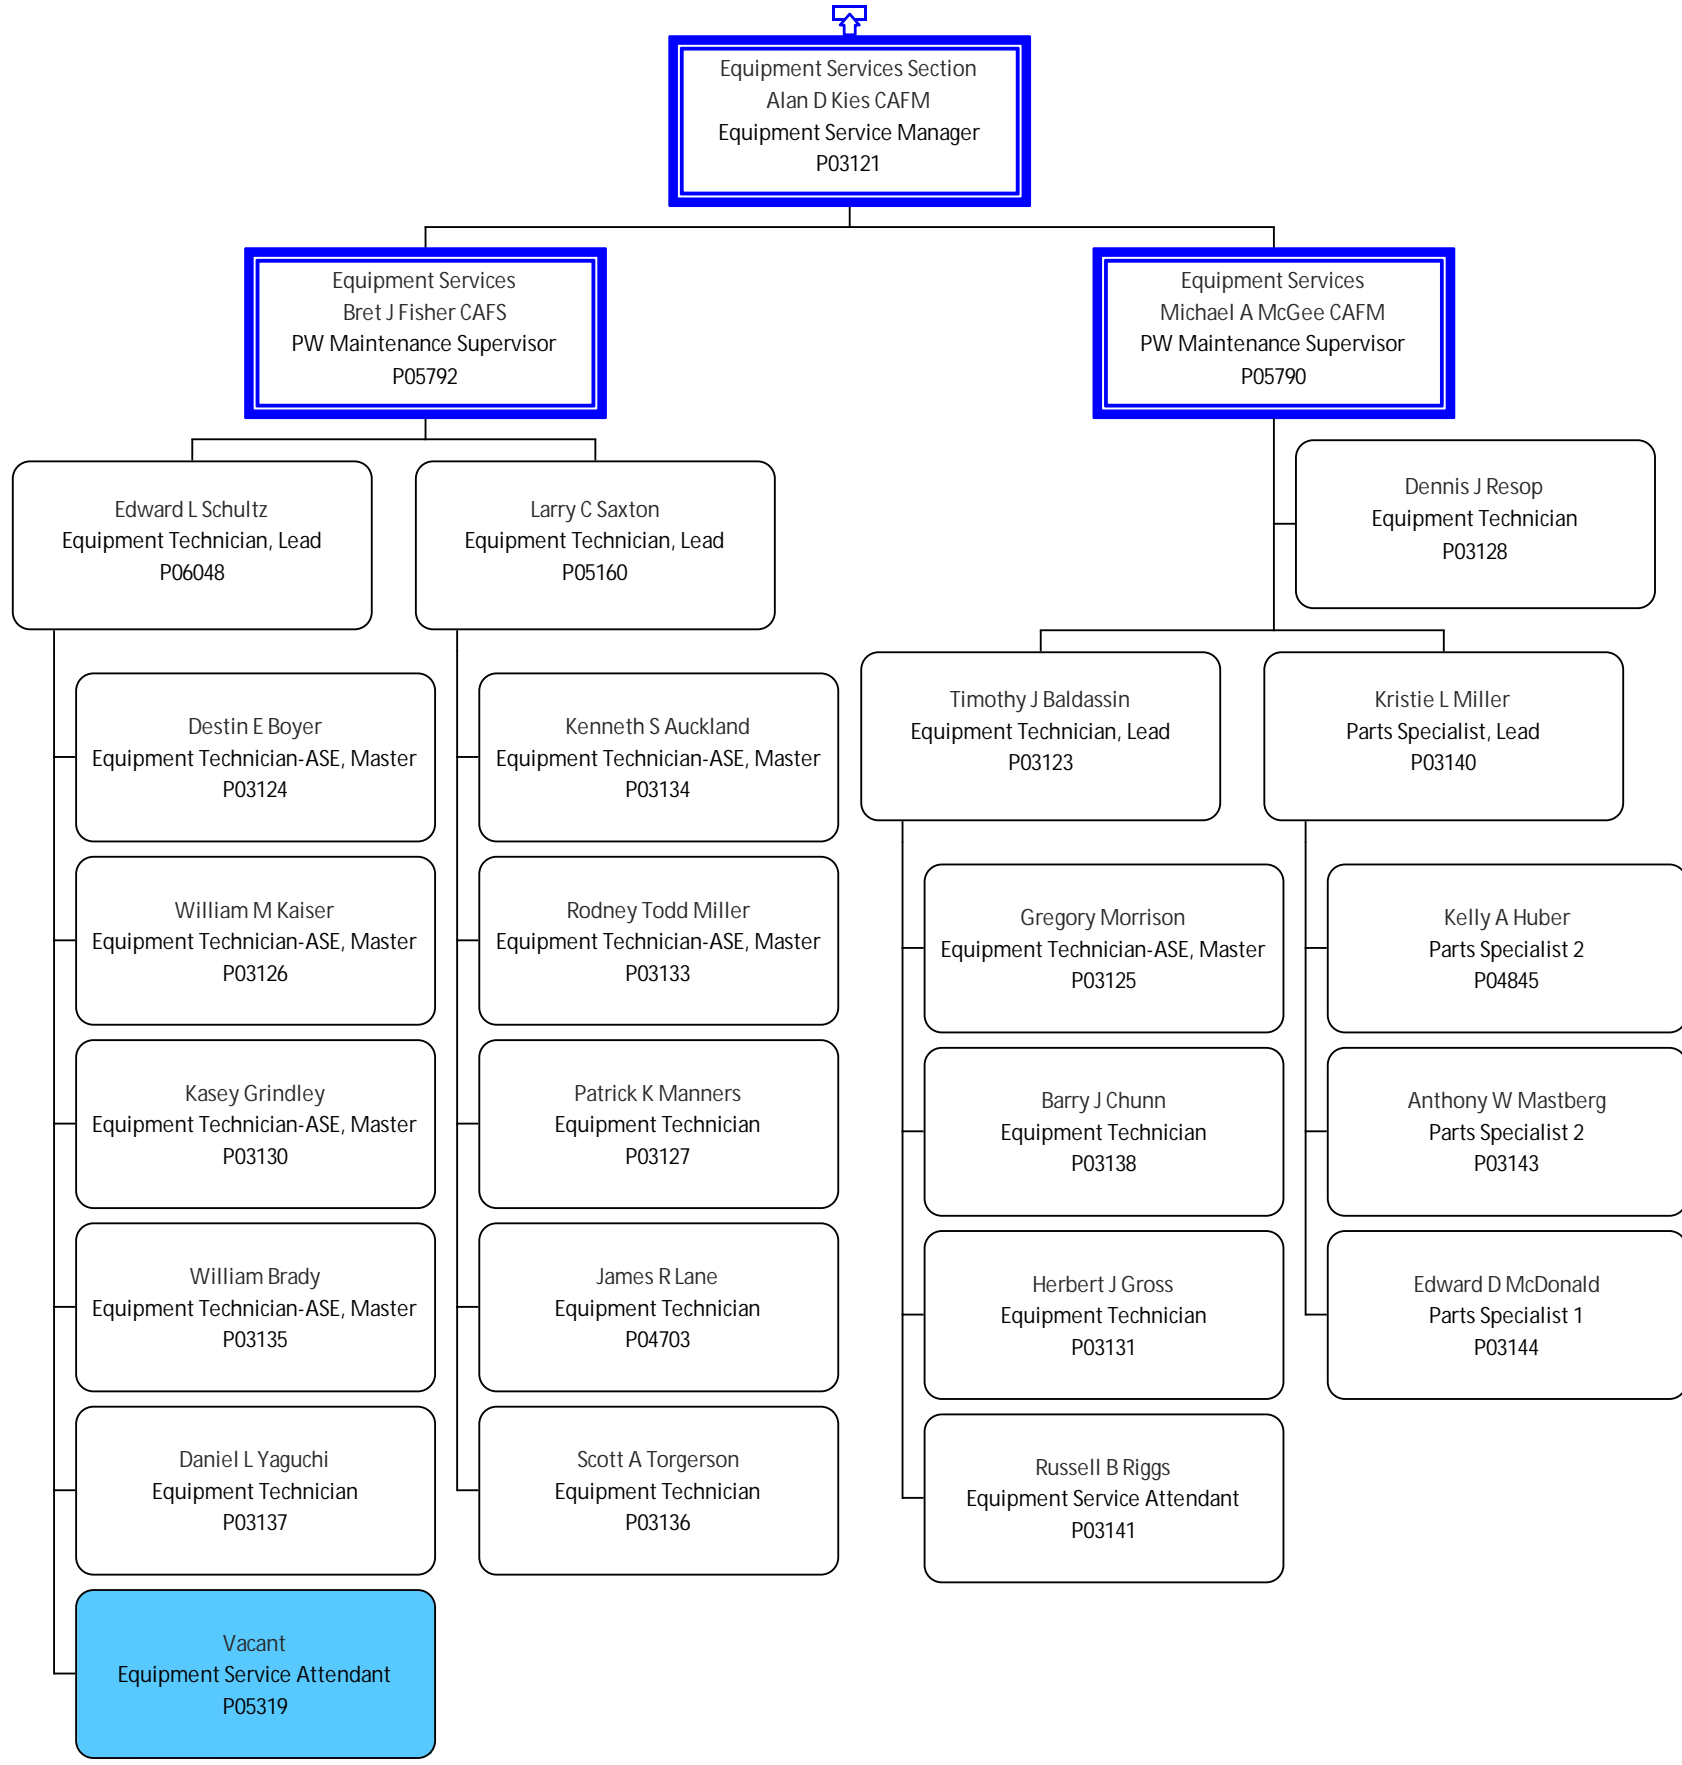 Equipment Services Section
Alan D Kies CAFM
Equipment Service Manager
P03121
Equipment Services
Bret J Fisher CAFS
PW Maintenance Supervisor
P05792
Equipment Services
Michael A McGee CAFM
PW Maintenance Supervisor
P05790
Edward L Schultz
Equipment Technician, Lead
P06048
Larry C Saxton
Equipment Technician, Lead
P05160
Dennis J Resop
Equipment Technician
P03128
Destin E Boyer
Equipment Technician-ASE, Master
P03124
William M Kaiser
Equipment Technician-ASE, Master
P03126
Kasey Grindley
Equipment Technician-ASE, Master
P03130
William Brady
Equipment Technician-ASE, Master
P03135
Daniel L Yaguchi
Equipment Technician
P03137
Vacant
Equipment Service Attendant
P05319
Kenneth S Auckland
Equipment Technician-ASE, Master
P03134
Rodney Todd Miller
Equipment Technician-ASE, Master
P03133
Patrick K Manners
Equipment Technician
P03127
James R Lane
Equipment Technician
P04703
Scott A Torgerson
Equipment Technician
P03136
Timothy J Baldassin
Equipment Technician, Lead
P03123
Gregory Morrison
Equipment Technician-ASE, Master
P03125
Barry J Chunn
Equipment Technician
P03138
Herbert J Gross
Equipment Technician
P03131
Russell B Riggs
Equipment Service Attendant
P03141
Kristie L Miller
Parts Specialist, Lead
P03140
Kelly A Huber
Parts Specialist 2
P04845
Anthony W Mastberg
Parts Specialist 2
P03143
Edward D McDonald
Parts Specialist 1
P03144